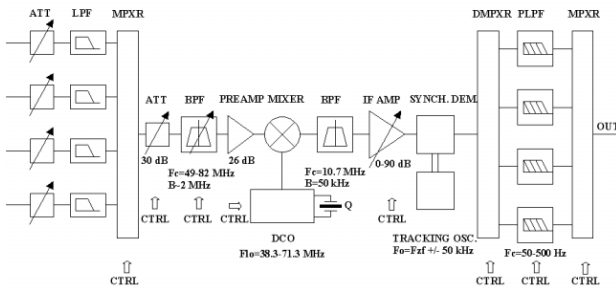 ATT LPF MPXR
DMPXR PLPF MPXR
ATT BPF PREAMP MIXER BPF IF AMP SYNCH. DEM.
OUT
30 dB 26 dB 0-90 dB
Fc=49-82 MHz
B~2 MHz
Fc=10.7 MHz
B=50 kHz
Q
CTRL CTRL CTRL CTRL
DCO
Flo=38.3-71.3 MHz
TRACKING OSC.
Fo=Fzf +/- 50 kHz
Fc=50-500 Hz
CTRL CTRL CTRL CTRL